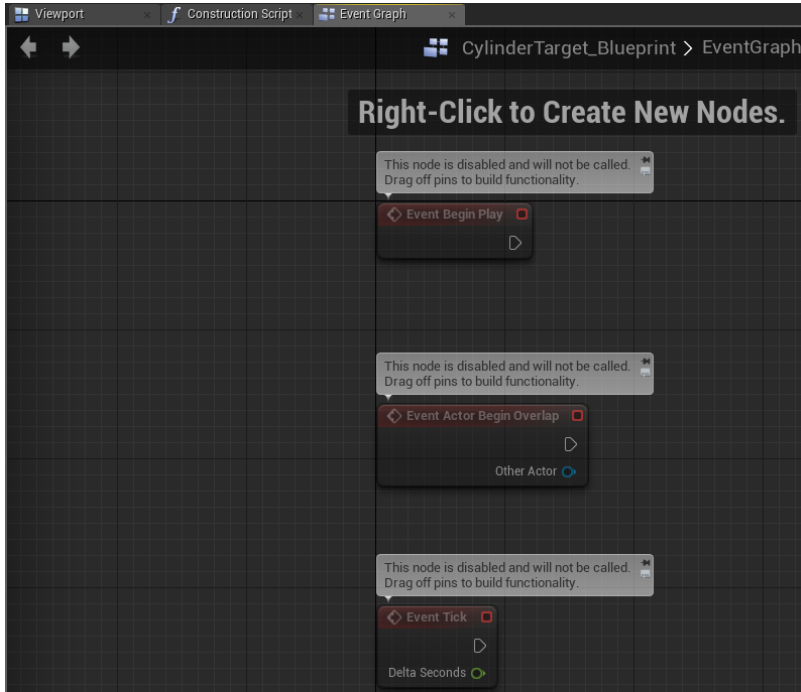 Viewport
Construction Script
Event Graph
CylinderTarget_Blueprint > EventGraph
Right-Click to Create New Nodes.
This node is disabled and will not be called.
Drag off pins to build functionality.
Event Begin Play
This node is disabled and will not be called.
Drag off pins to build functionality.
Event Actor Begin Overlap
Other Actor
This node is disabled and will not be called.
Drag off pins to build functionality.
Event Tick
Delta Seconds